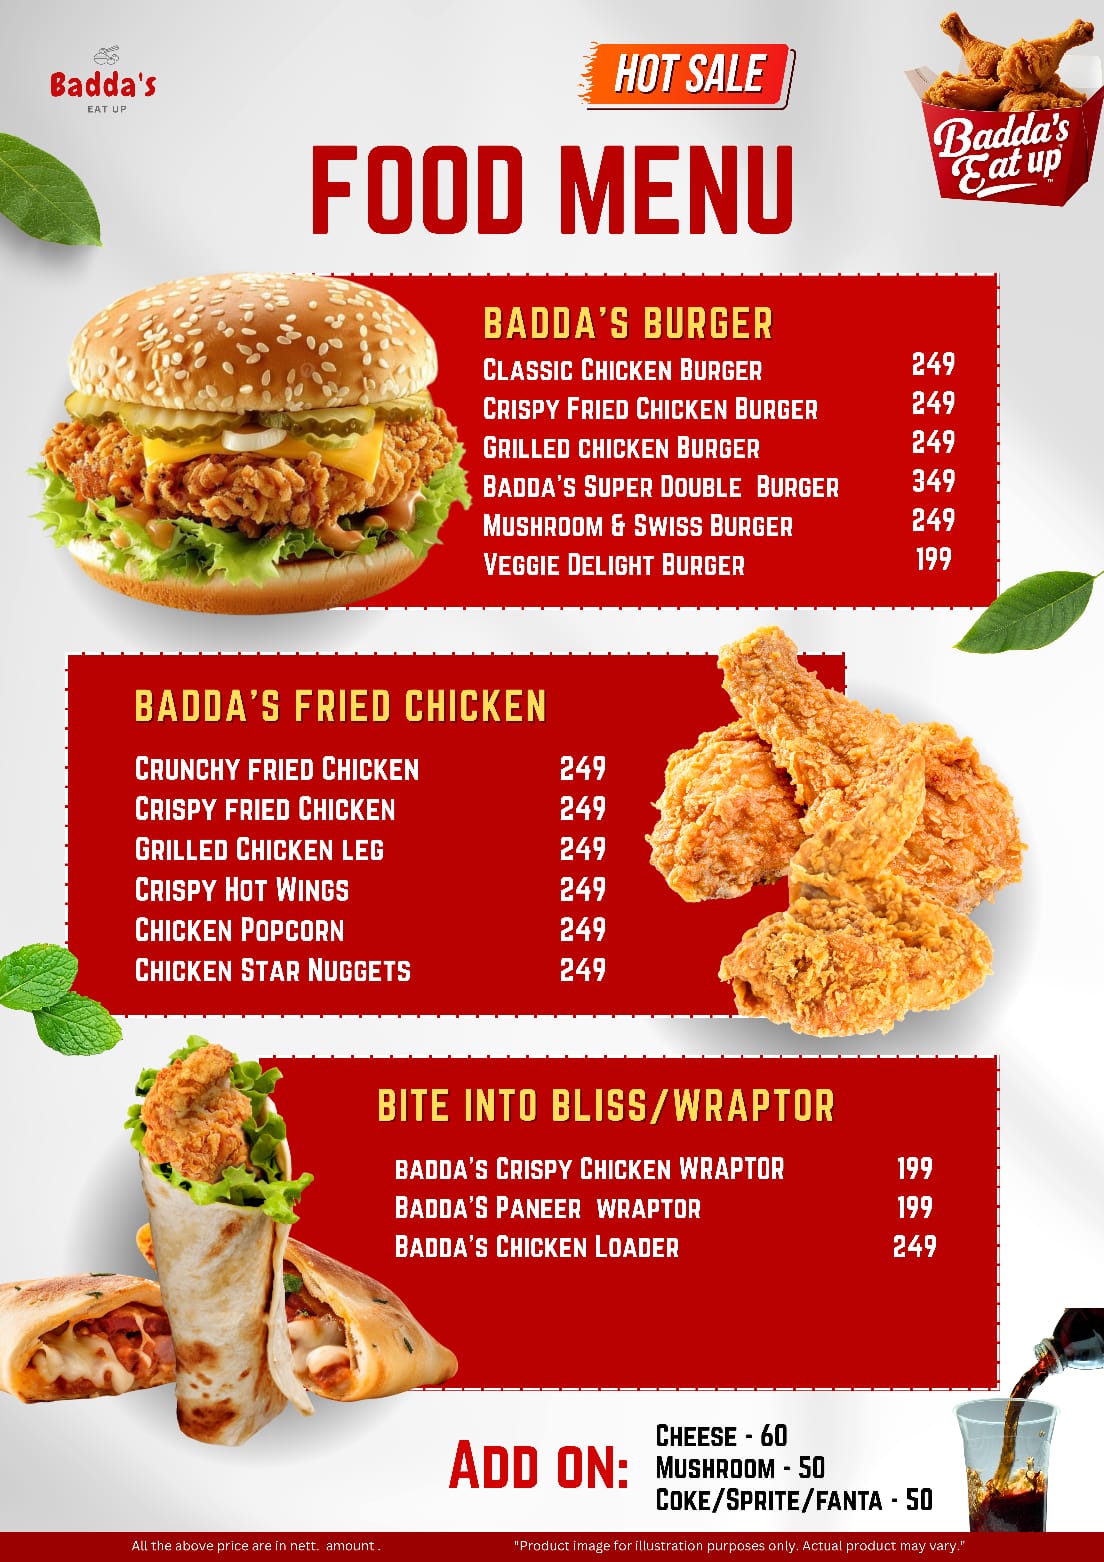 Badda's
EAT UP
HOT SALE
Badda's
Eat up
FOOD MENU
BADDA'S BURGER
CLASSIC CHICKEN BURGER 249
CRISPY FRIED CHICKEN BURGER 249
GRILLED CHICKEN BURGER 249
BADDA'S SUPER DOUBLE BURGER 349
MUSHROOM & SWISS BURGER 249
VEGGIE DELIGHT BURGER 199
BADDA'S FRIED CHICKEN
CRUNCHY FRIED CHICKEN 249
CRISPY FRIED CHICKEN 249
GRILLED CHICKEN LEG 249
CRISPY HOT WINGS 249
CHICKEN POPCORN 249
CHICKEN STAR NUGGETS 249
BITE INTO BLISS/WRAPTOR
BADDA'S CRISPY CHICKEN WRAPTOR 199
BADDA'S PANEER WRAPTOR 199
BADDA'S CHICKEN LOADER 249
ADD ON:
CHEESE - 60
MUSHROOM - 50
COKE/SPRITE/FANTA - 50
All the above price are in nett. amount .
"Product image for illustration purposes only. Actual product may vary."